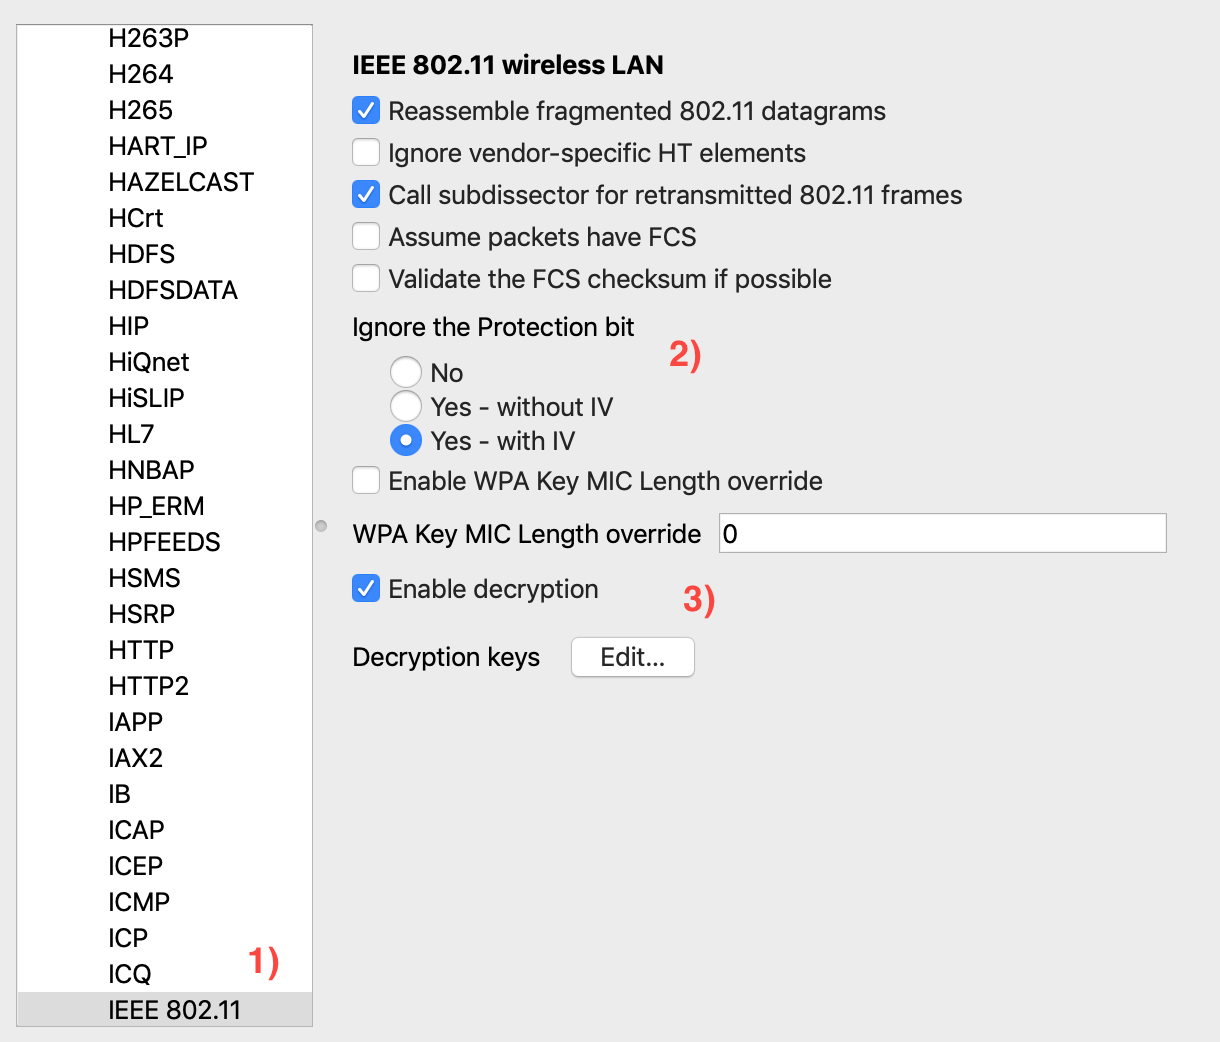 H263P
H264
H265
HART_IP
HAZELCAST
HCrt
HDFS
HDFSDATA
HIP
HiQnet
HiSLIP
HL7
HNBAP
HP_ERM
HPFEEDS
HSMS
HSRP
HTTP
HTTP2
IAPP
IAX2
IB
ICAP
ICEP
ICMP
ICP
ICQ
1)
IEEE 802.11
IEEE 802.11 wireless LAN
Reassemble fragmented 802.11 datagrams
Ignore vendor-specific HT elements
Call subdissector for retransmitted 802.11 frames
Assume packets have FCS
Validate the FCS checksum if possible
Ignore the Protection bit
2)
No
Yes - without IV
Yes - with IV
Enable WPA Key MIC Length override
WPA Key MIC Length override 0
Enable decryption
3)
Decryption keys Edit...